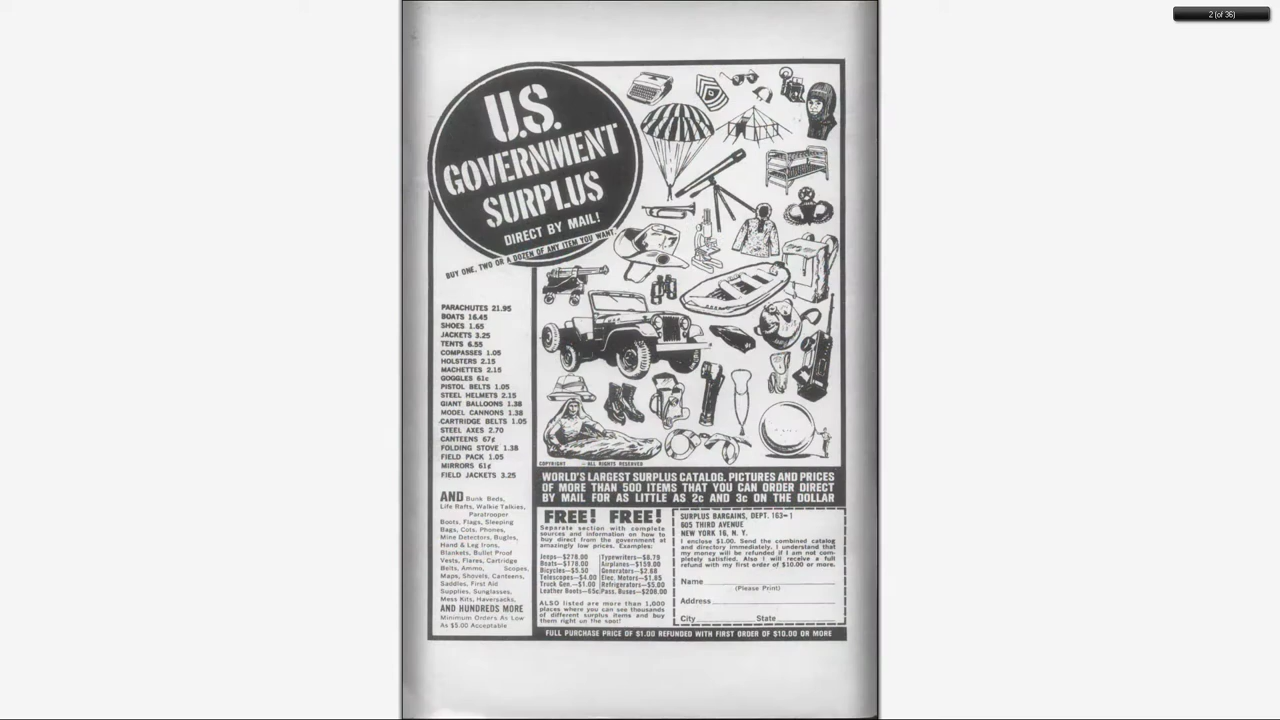 2 (of 36)
U.S.
GOVERNMENT
SURPLUS
DIRECT BY MAIL!
BUY ONE, TWO OR A DOZEN OF ANY ITEM YOU WANT.
PARACHUTES 21.95
BOATS 16.45
SHOES 1.65
JACKETS 3.25
TENTS 6.55
COMPASSES 1.05
HOLSTERS 2.15
MACHETTES 2.15
GOGGLES 61c
PISTOL BELTS 1.05
STEEL HELMETS 2.15
GIANT BALLOONS 1.38
MODEL CANNONS 1.38
CARTRIDGE BELTS 1.05
STEEL AXES 2.70
CANTEENS 67¢
FOLDING STOVE 1.38
FIELD PACK 1.05
MIRRORS 61¢
FIELD JACKETS 3.25
AND Bunk Beds,
Life Rafts, Walkie Talkies,
Paratrooper
Boots, Flags, Sleeping
Bags, Cots, Phones,
Mine Detectors, Bugles,
Hand & Leg Irons,
Blankets, Bullet Proof
Vests, Flares, Cartridge
Belts, Ammo, Scopes,
Maps, Shovels, Canteens,
Saddles, First Aid
Supplies, Sunglasses,
Mess Kits, Haversacks,
AND HUNDREDS MORE
Minimum Orders As Low
As $5.00 Acceptable
COPYRIGHT — ALL RIGHTS RESERVED
WORLD'S LARGEST SURPLUS CATALOG. PICTURES AND PRICES
OF MORE THAN 500 ITEMS THAT YOU CAN ORDER DIRECT
BY MAIL FOR AS LITTLE AS 2c AND 3c ON THE DOLLAR
FREE! FREE!
Separate section with complete
sources and information on how to
buy direct from the government at
amazingly low prices. Examples:
Jeeps—$278.00 Typewriters—$8.79
Boats—$178.00 Airplanes—$159.00
Bicycles—$5.50 Generators—$2.68
Telescopes—$4.00 Elec. Motors—$1.65
Truck Gen.—$1.00 Refrigerators—$5.00
Leather Boots—65c Pass. Buses—$206.00
ALSO listed are more than 1,000
places where you can see thousands
of different surplus items and buy
them right on the spot!
SURPLUS BARGAINS, DEPT. 163-1
605 THIRD AVENUE
NEW YORK 16, N. Y.
I enclose $1.00. Send the combined catalog
and directory immediately. I understand that
my money will be refunded if I am not com-
pletely satisfied. Also I will receive a full
refund with my first order of $10.00 or more.
Name
(Please Print)
Address
City State
FULL PURCHASE PRICE OF $1.00 REFUNDED WITH FIRST ORDER OF $10.00 OR MORE